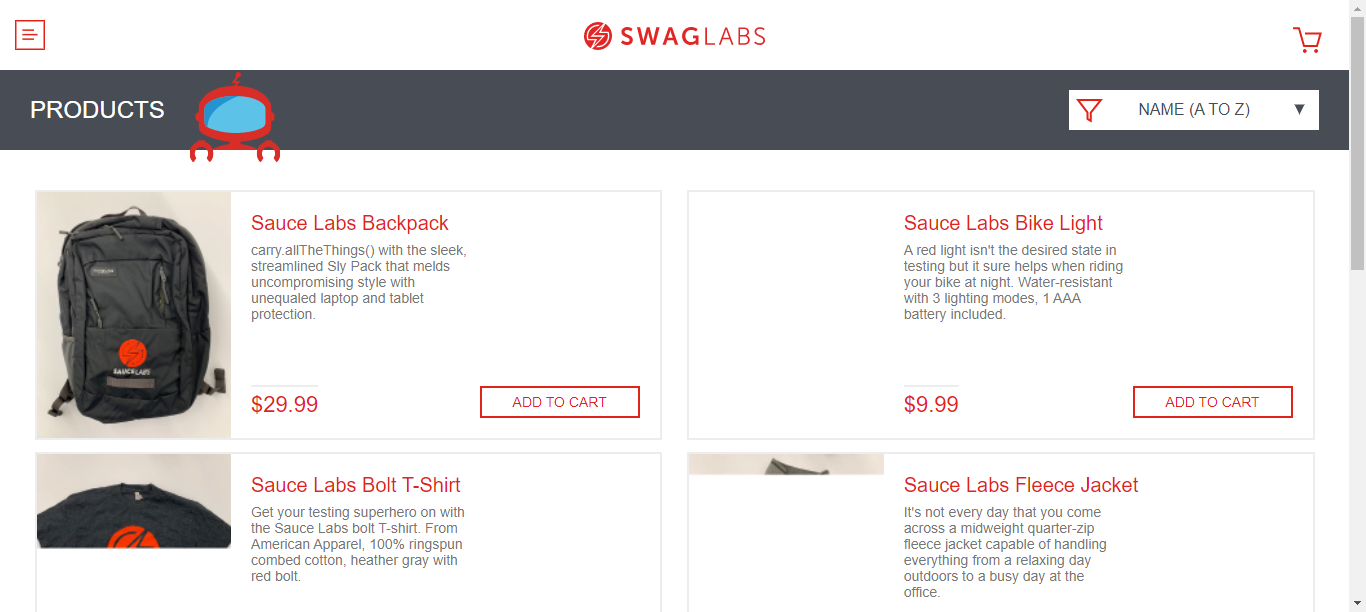 SWAGLABS
PRODUCTS
NAME (A TO Z)
Sauce Labs Backpack
carry.allTheThings() with the sleek,
streamlined Sly Pack that melds
uncompromising style with
unequaled laptop and tablet
protection.
$29.99
ADD TO CART
SAUCELABS
Sauce Labs Bike Light
A red light isn't the desired state in
testing but it sure helps when riding
your bike at night. Water-resistant
with 3 lighting modes, 1 AAA
battery included.
$9.99
ADD TO CART
Sauce Labs Bolt T-Shirt
Get your testing superhero on with
the Sauce Labs bolt T-shirt. From
American Apparel, 100% ringspun
combed cotton, heather gray with
red bolt.
Sauce Labs Fleece Jacket
It's not every day that you come
across a midweight quarter-zip
fleece jacket capable of handling
everything from a relaxing day
outdoors to a busy day at the
office.